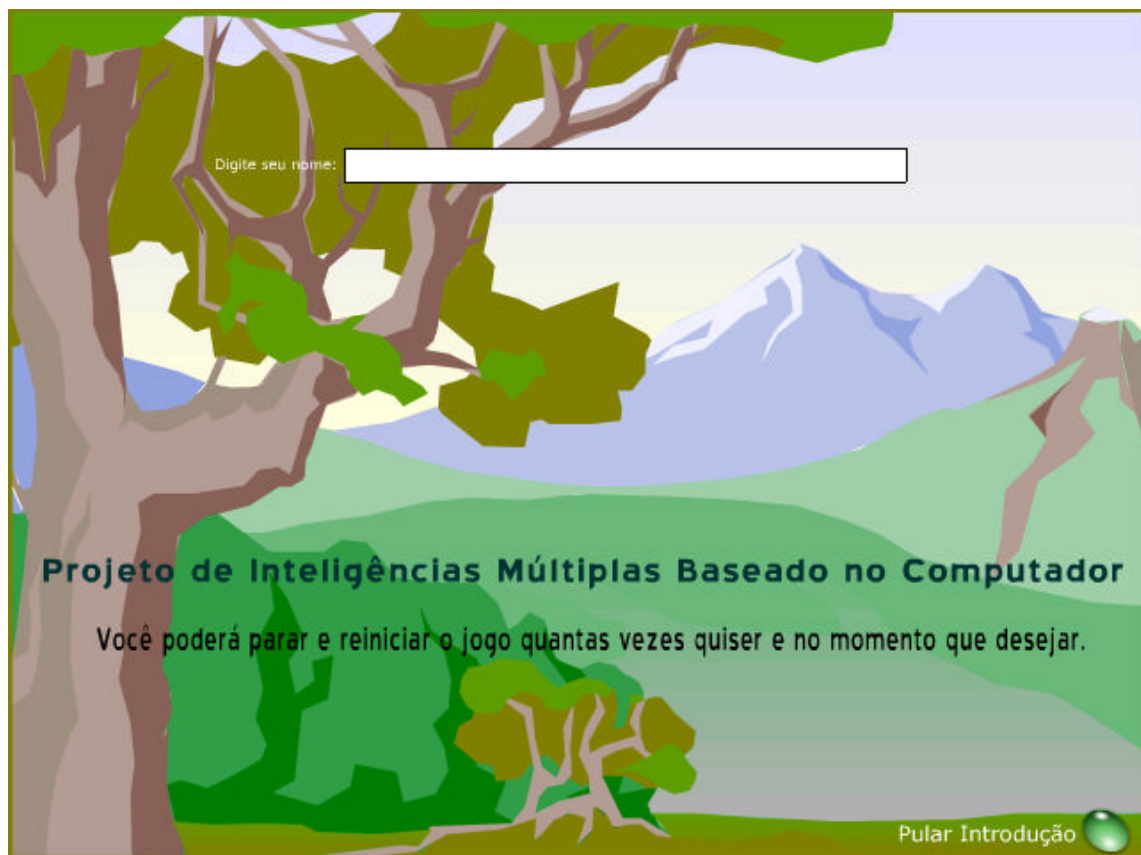 Digite seu nome:
Projeto de Inteligências Múltiplas Baseado no Computador
Você poderá parar e reiniciar o jogo quantas vezes quiser e no momento que desejar.
Pular Introdução